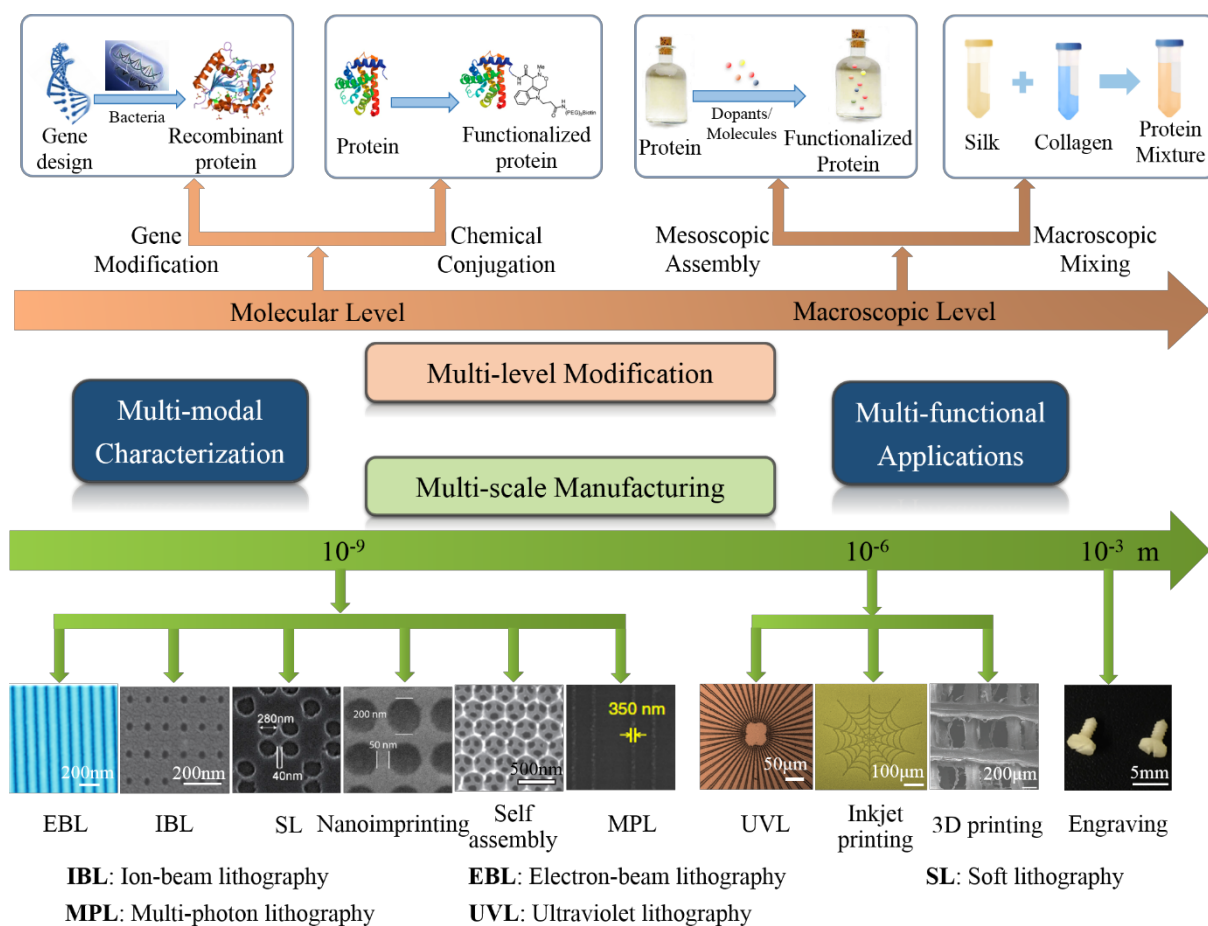 Gene
design
Bacteria
Recombinant
protein
Protein
Functionalized
protein
Me
N
O
N
H
O
N
O
N
H
(PEG)2Biotin
Protein
Dopants/
Molecules
Functionalized
Protein
Silk
Collagen
Protein
Mixture
Gene
Modification
Chemical
Conjugation
Mesoscopic
Assembly
Macroscopic
Mixing
Molecular Level
Macroscopic Level
Multi-level Modification
Multi-modal
Characterization
Multi-functional
Applications
Multi-scale Manufacturing
10-9
10-6
10-3 m
200nm
200nm
280nm
40nm
200 nm
50 nm
500nm
350 nm
50μm
100μm
200μm
5mm
EBL
IBL
SL
Nanoimprinting
Self
assembly
MPL
UVL
Inkjet
printing
3D printing
Engraving
IBL: Ion-beam lithography
EBL: Electron-beam lithography
SL: Soft lithography
MPL: Multi-photon lithography
UVL: Ultraviolet lithography